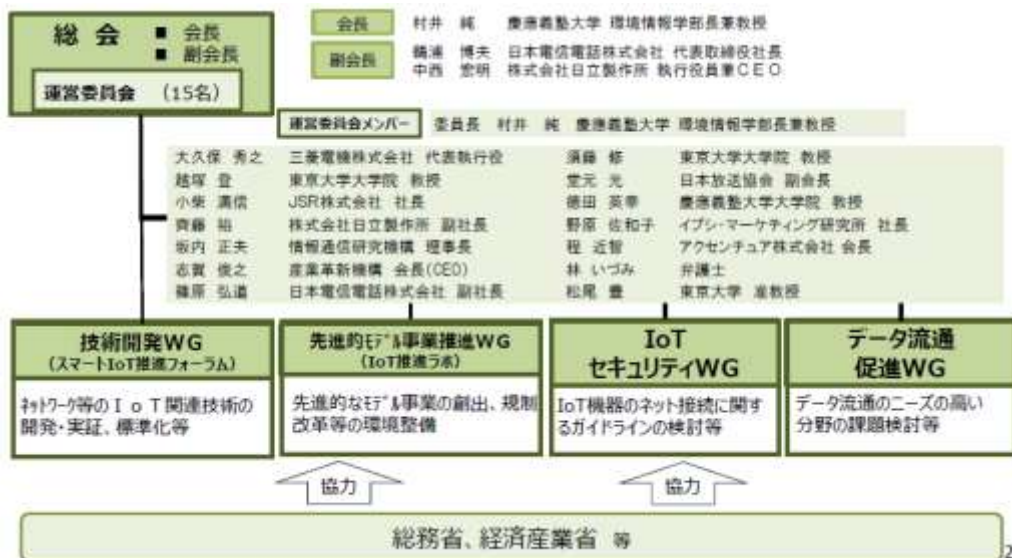 総会 ■ 会長
■ 副会長
運営委員会 (15名)
会長 村井 純 慶應義塾大学 環境情報学部長兼教授
副会長 鵜浦 博夫 日本電信電話株式会社 代表取締役社長
中西 宏明 株式会社日立製作所 執行役員兼CEO
運営委員会メンバー 委員長 村井 純 慶應義塾大学 環境情報学部長兼教授
大久保 秀之 三菱電機株式会社 代表執行役
越塚 登 東京大学大学院 教授
小柴 満信 JSR株式会社 社長
齊藤 裕 株式会社日立製作所 副社長
坂内 正夫 情報通信研究機構 理事長
志賀 俊之 産業革新機構 会長(CEO)
篠原 弘道 日本電信電話株式会社 副社長
須藤 修 東京大学大学院 教授
堂元 光 日本放送協会 副会長
徳田 英幸 慶應義塾大学大学院 教授
野原 佐和子 イプシ・マーケティング研究所 社長
程 近智 アクセンチュア株式会社 会長
林 いづみ 弁護士
松尾 豊 東京大学 准教授
技術開発WG
(スマートIoT推進フォーラム)
ネットワーク等のIoT関連技術の
開発・実証、標準化等
先進的モデル事業推進WG
(IoT推進ラボ)
先進的なモデル事業の創出、規制
改革等の環境整備
IoT
セキュリティWG
IoT機器のネット接続に関す
るガイドラインの検討等
データ流通
促進WG
データ流通のニーズの高い
分野の課題検討等
協力
協力
総務省、経済産業省 等
2